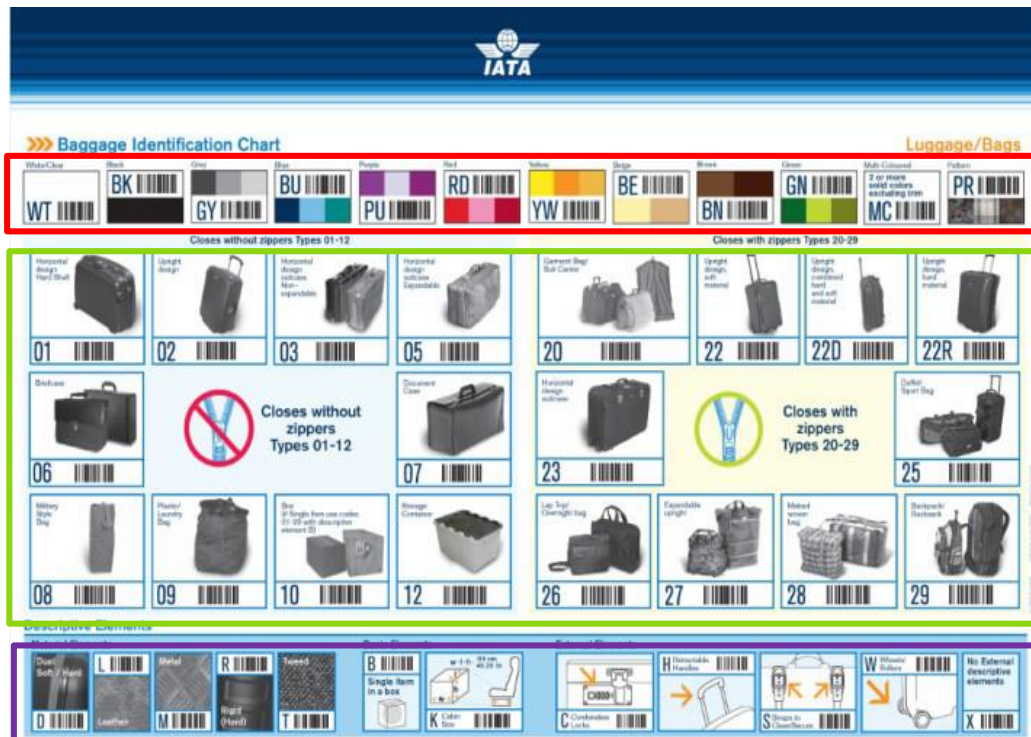 IATA
>>> Baggage Identification Chart
Luggage/Bags
White/Clear
Black
Grey
Blue
Purple
Red
Yellow
Beige
Brown
Green
Multi-Coloured
Pattern
WT
BK
GY
BU
PU
RD
YW
BE
BN
GN
2 or more
solid colors
excluding trim
MC
PR
Closes without zippers Types 01-12
Closes with zippers Types 20-29
Horizontal
design
Hard Shell
01
Upright
design
02
Horizontal
design
suitcase
Non-
expandable
03
Horizontal
design
suitcase
Expandable
05
Garment Bag/
Suit Carrier
20
Upright
design,
soft
material
22
Upright
design,
combined
hard
and soft
material
22D
Upright
design,
hard
material
22R
Briefcase
06
Closes without
zippers
Types 01-12
Document
Case
07
Horizontal
design
suitcase
23
Closes with
zippers
Types 20-29
Duffel/
Sport Bag
25
Military
Style
Bag
08
Plastic/
Laundry
Bag
09
Box
10
Storage
Container
12
Lap Top/
Overnight bag
26
Expandable
upright
27
Matted
woven
bag
28
Backpack/
Rucksack
29
Descriptive Elements
Material Elements
Basic Elements
External Elements
Dual
Soft / Hard
D
L
Leather
Metal
M
R
Rigid
(Hard)
Tweed
T
B
Single Item
in a box
K Cabin
Size
C Combination
Locks
H Retractable
Handles
S Straps to
Close/Secure
W Wheels/
Rollers
No External
descriptive
elements
X